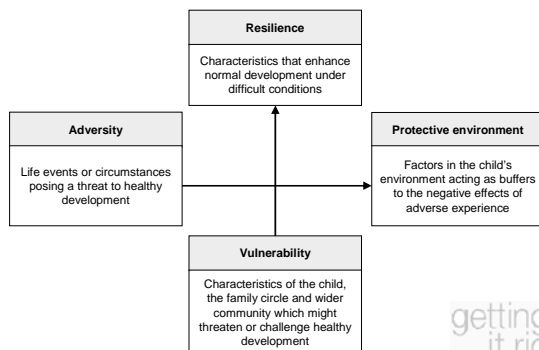 Resilience
Characteristics that enhance
normal development under
difficult conditions
Adversity
Life events or circumstances
posing a threat to healthy
development
Protective environment
Factors in the child's
environment acting as buffers
to the negative effects of
adverse experience
Vulnerability
Characteristics of the child,
the family circle and wider
community which might
threaten or challenge healthy
development
getting